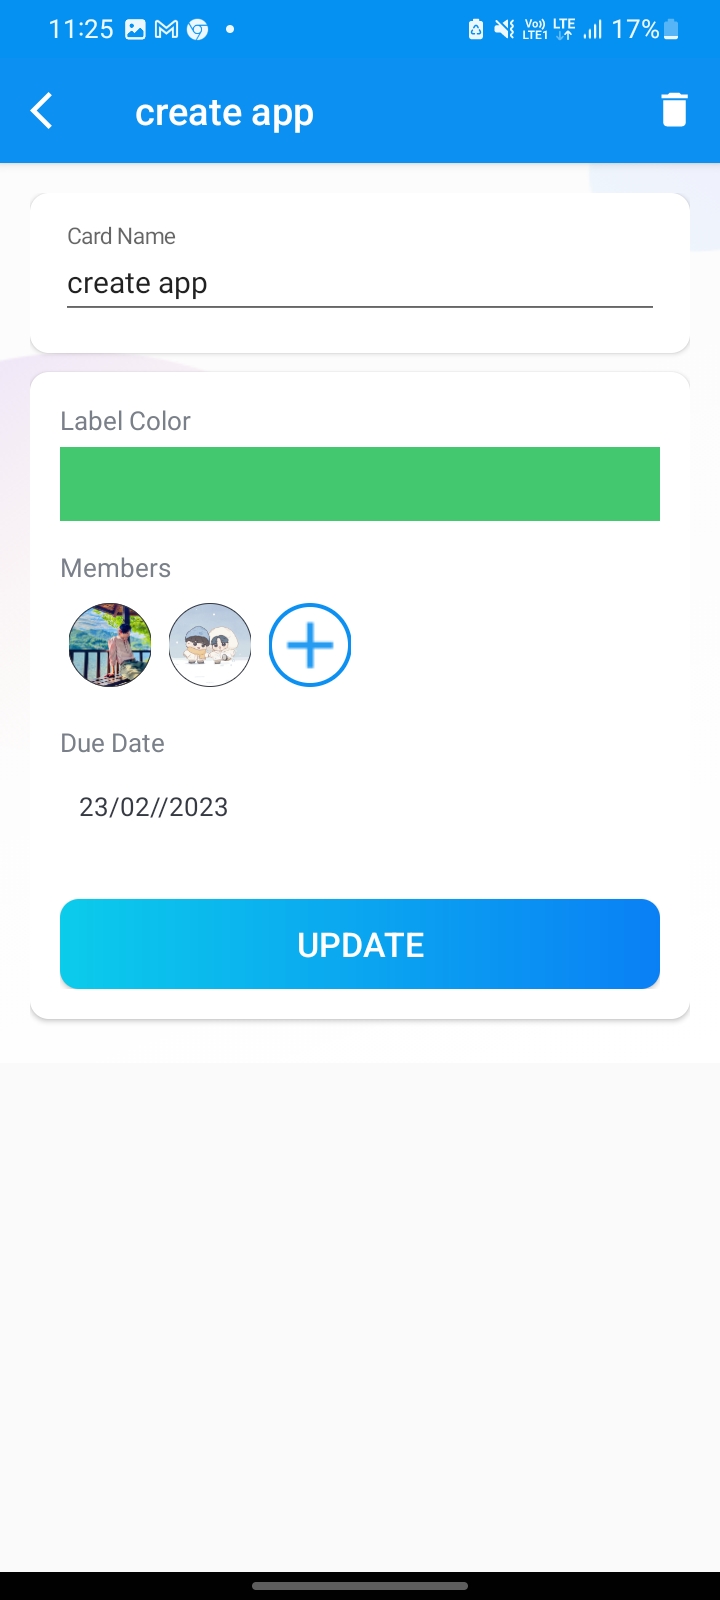 11:25 Vo)) LTE1 LTE 17%
create app
Card Name
create app
Label Color
Members
Due Date
23/02//2023
UPDATE